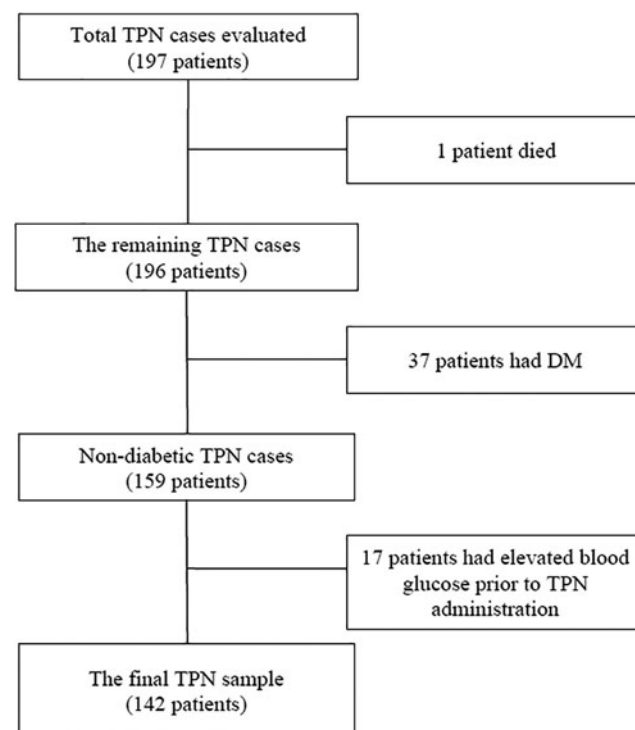 Total TPN cases evaluated
(197 patients)
1 patient died
The remaining TPN cases
(196 patients)
37 patients had DM
Non-diabetic TPN cases
(159 patients)
17 patients had elevated blood
glucose prior to TPN
administration
The final TPN sample
(142 patients)